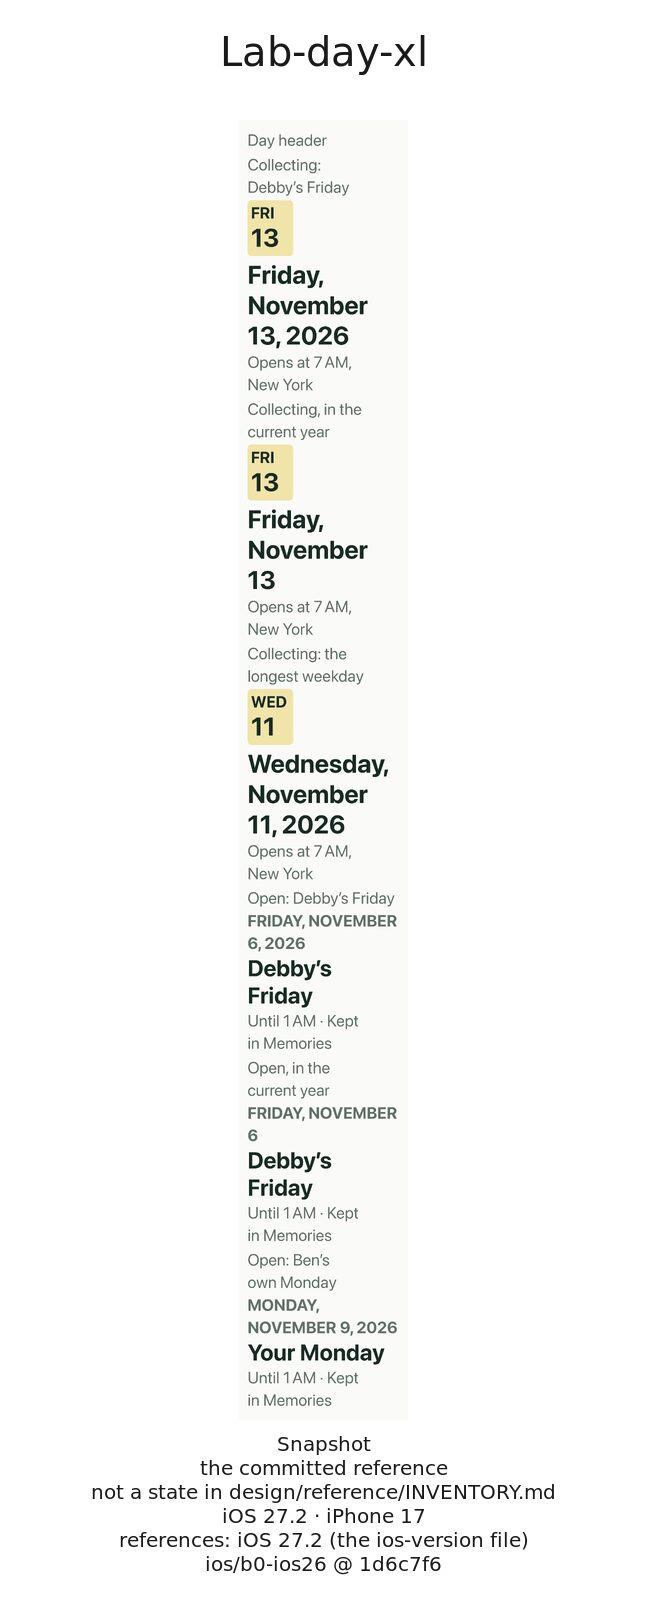 Lab-day-xl
Day header
Collecting:
Debby’s Friday
FRI
13
Friday,
November
13, 2026
Opens at 7 AM,
New York
Collecting, in the
current year
FRI
13
Friday,
November
13
Opens at 7 AM,
New York
Collecting: the
longest weekday
WED
11
Wednesday,
November
11, 2026
Opens at 7 AM,
New York
Open: Debby’s Friday
FRIDAY, NOVEMBER
6, 2026
Debby’s
Friday
Until 1 AM · Kept
in Memories
Open, in the
current year
FRIDAY, NOVEMBER
6
Debby’s
Friday
Until 1 AM · Kept
in Memories
Open: Ben’s
own Monday
MONDAY,
NOVEMBER 9, 2026
Your Monday
Until 1 AM · Kept
in Memories
Snapshot
the committed reference
not a state in design/reference/INVENTORY.md
iOS 27.2 · iPhone 17
references: iOS 27.2 (the ios-version file)
ios/b0-ios26 @ 1d6c7f6